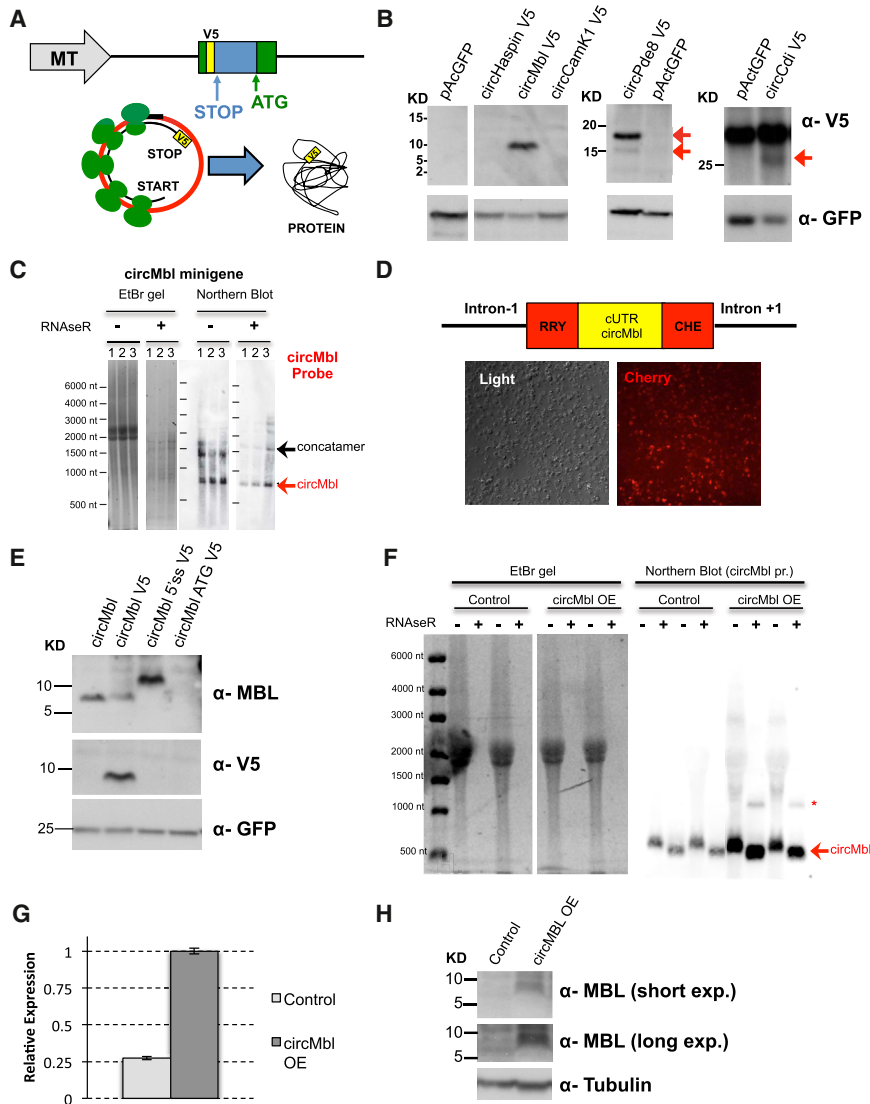 A
MT
V5
STOP
ATG
V5
STOP
START
V5
PROTEIN
B
pAcGFP
circHaspin V5
circMbl V5
circCamK1 V5
circPde8 V5
pActGFP
pActGFP
circCdi V5
KD
15
10
5
2
KD
20
15
KD
25
α- V5
α- GFP
C
circMbl minigene
EtBr gel
Northern Blot
RNAseR
- + - +
1 2 3 1 2 3 1 2 3 1 2 3
circMbl
Probe
6000 nt
3000 nt
2000 nt
1500 nt
1000 nt
500 nt
concatamer
circMbl
D
Intron-1
RRY
cUTR
circMbl
CHE
Intron +1
Light
Cherry
E
circMbl
circMbl V5
circMbl 5'ss V5
circMbl ATG V5
KD
10
5
α- MBL
10
α- V5
25
α- GFP
F
EtBr gel
Northern Blot (circMbl pr.)
Control
circMbl OE
Control
circMbl OE
RNAseR
- + - + - + - + - + - + - + - +
6000 nt
4000 nt
3000 nt
2000 nt
1500 nt
1000 nt
500 nt
*
circMbl
G
Relative Expression
1
0.75
0.5
0.25
0
Control
circMbl
OE
H
Control
circMBL OE
KD
10
5
α- MBL (short exp.)
10
5
α- MBL (long exp.)
α- Tubulin